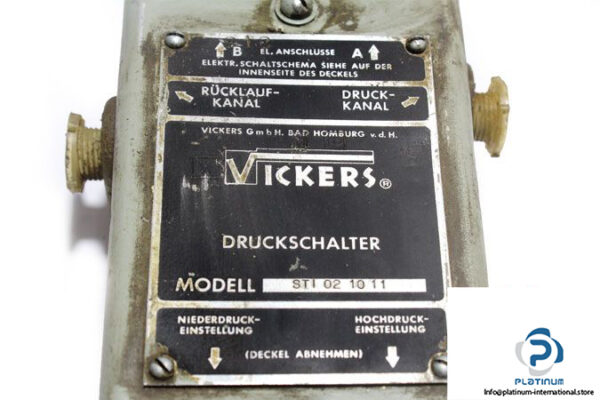 B EL. ANSCHLUSSE A
ELEKTR. SCHALTSCHEMA SIEHE AUF DER
INNENSEITE DES DECKELS
RÜCKLAUF-
KANAL
DRUCK-
KANAL
VICKERS GmbH. BAD HOMBURG v.d.H.
VICKERS®
DRUCKSCHALTER
MODELL STI 02 10 11
NIEDERDRUCK-
EINSTELLUNG
HOCHDRUCK-
EINSTELLUNG
(DECKEL ABNEHMEN)
PLATINUM
Info@platinum-international.store